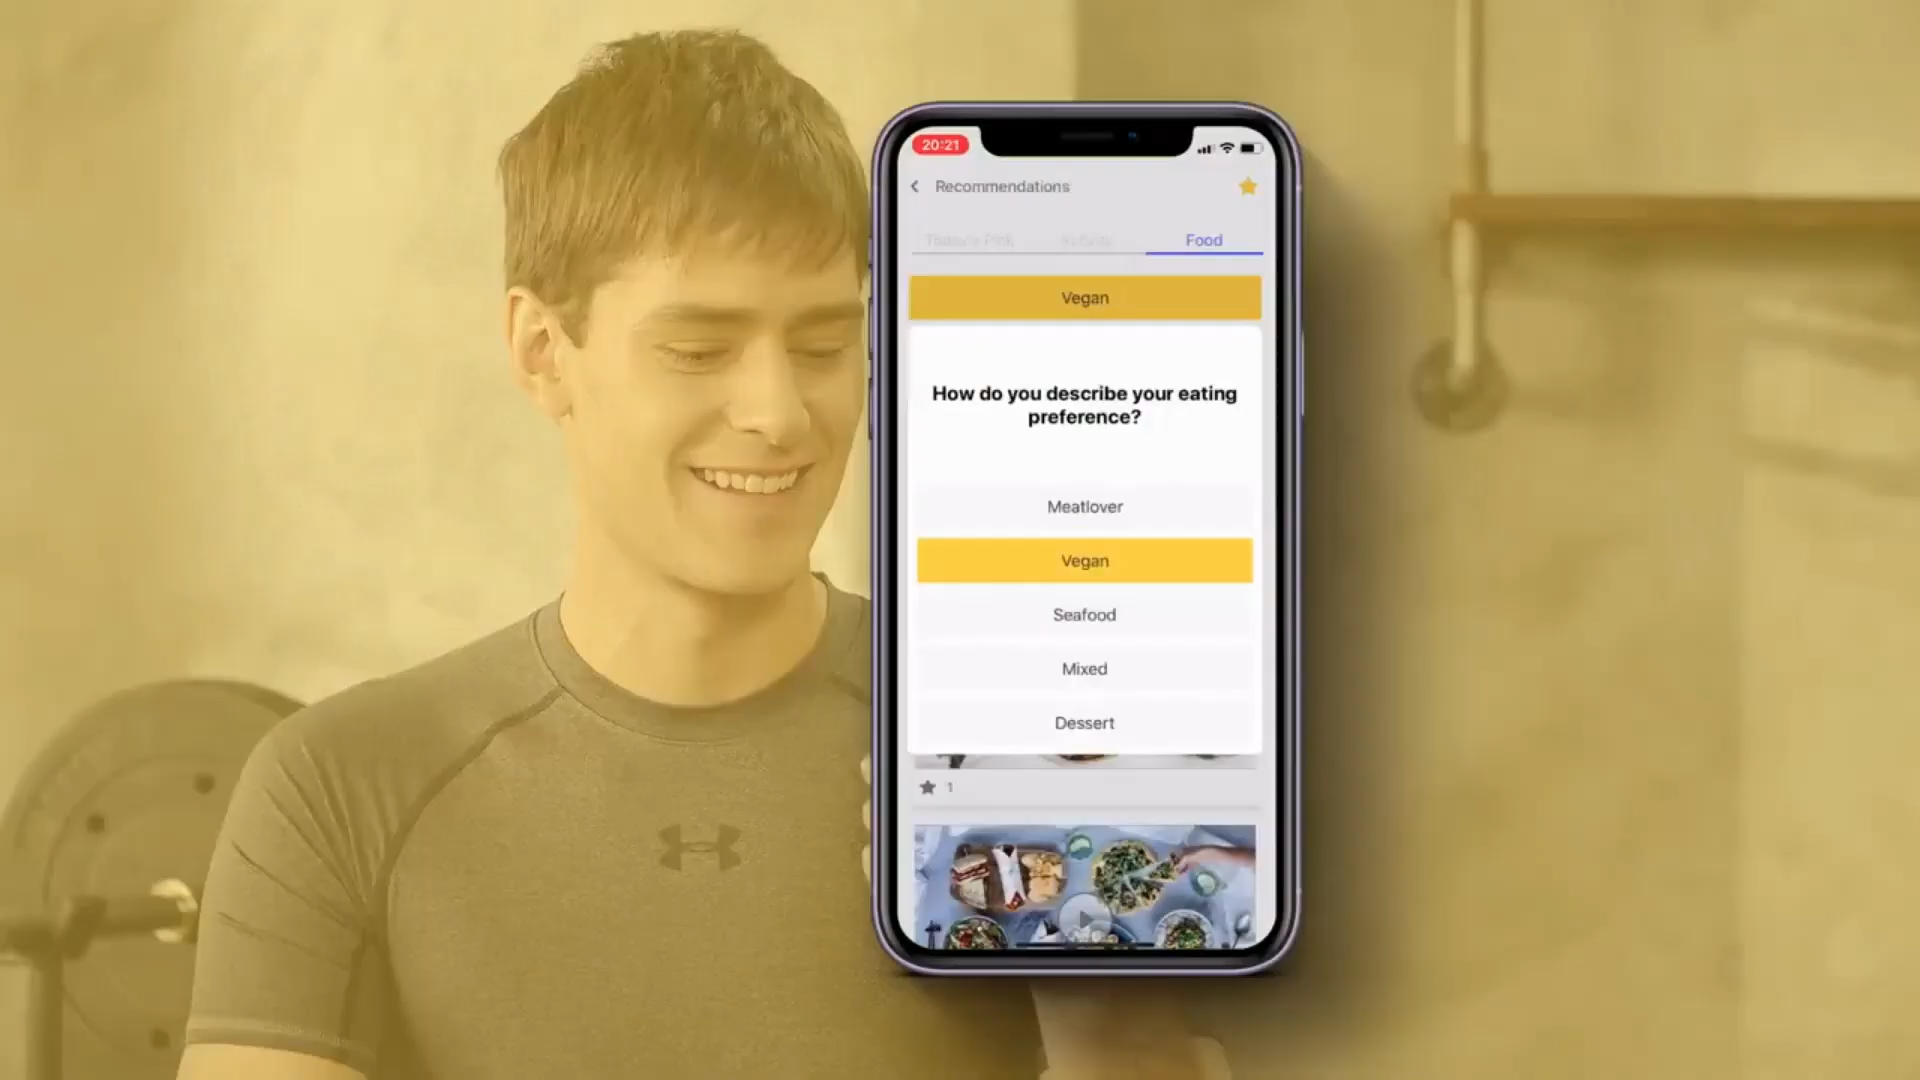 20:21
Recommendations
Food
Vegan
How do you describe your eating
preference?
Meatlover
Vegan
Seafood
Mixed
Dessert
1